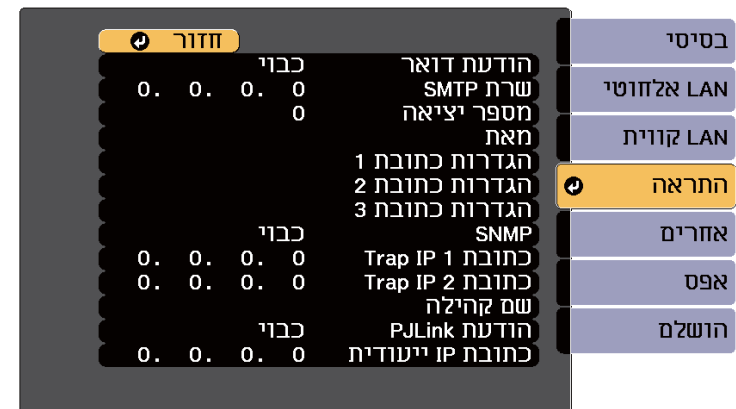 בסיסי
LAN אלחוטי
LAN קווית
התראה
אחרים
אפס
הושלם
חזור
הודעת דואר כבוי
שרת SMTP 0. 0. 0. 0
מספר יציאה 0
מאת
הגדרות כתובת 1
הגדרות כתובת 2
הגדרות כתובת 3
SNMP כבוי
כתובת Trap IP 1 0. 0. 0. 0
כתובת Trap IP 2 0. 0. 0. 0
שם קהילה
הודעת PJLink כבוי
כתובת IP ייעודית 0. 0. 0. 0